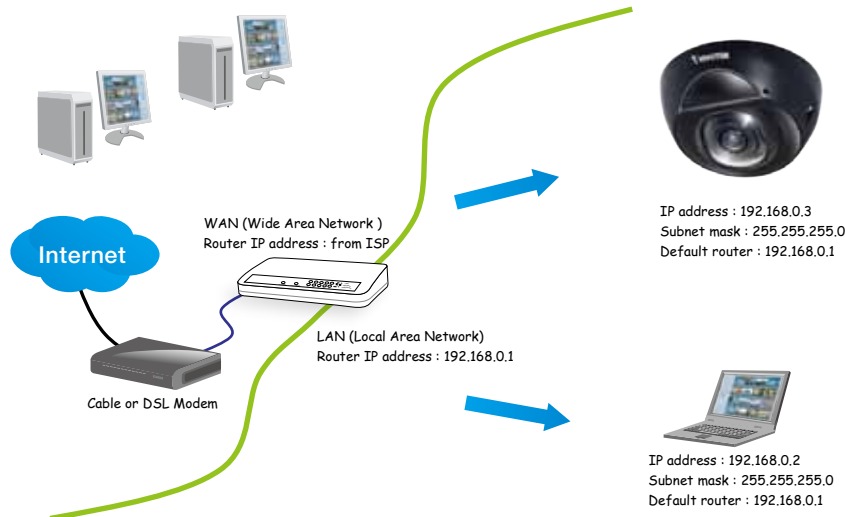 WAN (Wide Area Network )
Router IP address : from ISP
Internet
LAN (Local Area Network)
Router IP address : 192.168.0.1
Cable or DSL Modem
IP address : 192.168.0.3
Subnet mask : 255.255.255.0
Default router : 192.168.0.1
IP address : 192.168.0.2
Subnet mask : 255.255.255.0
Default router : 192.168.0.1